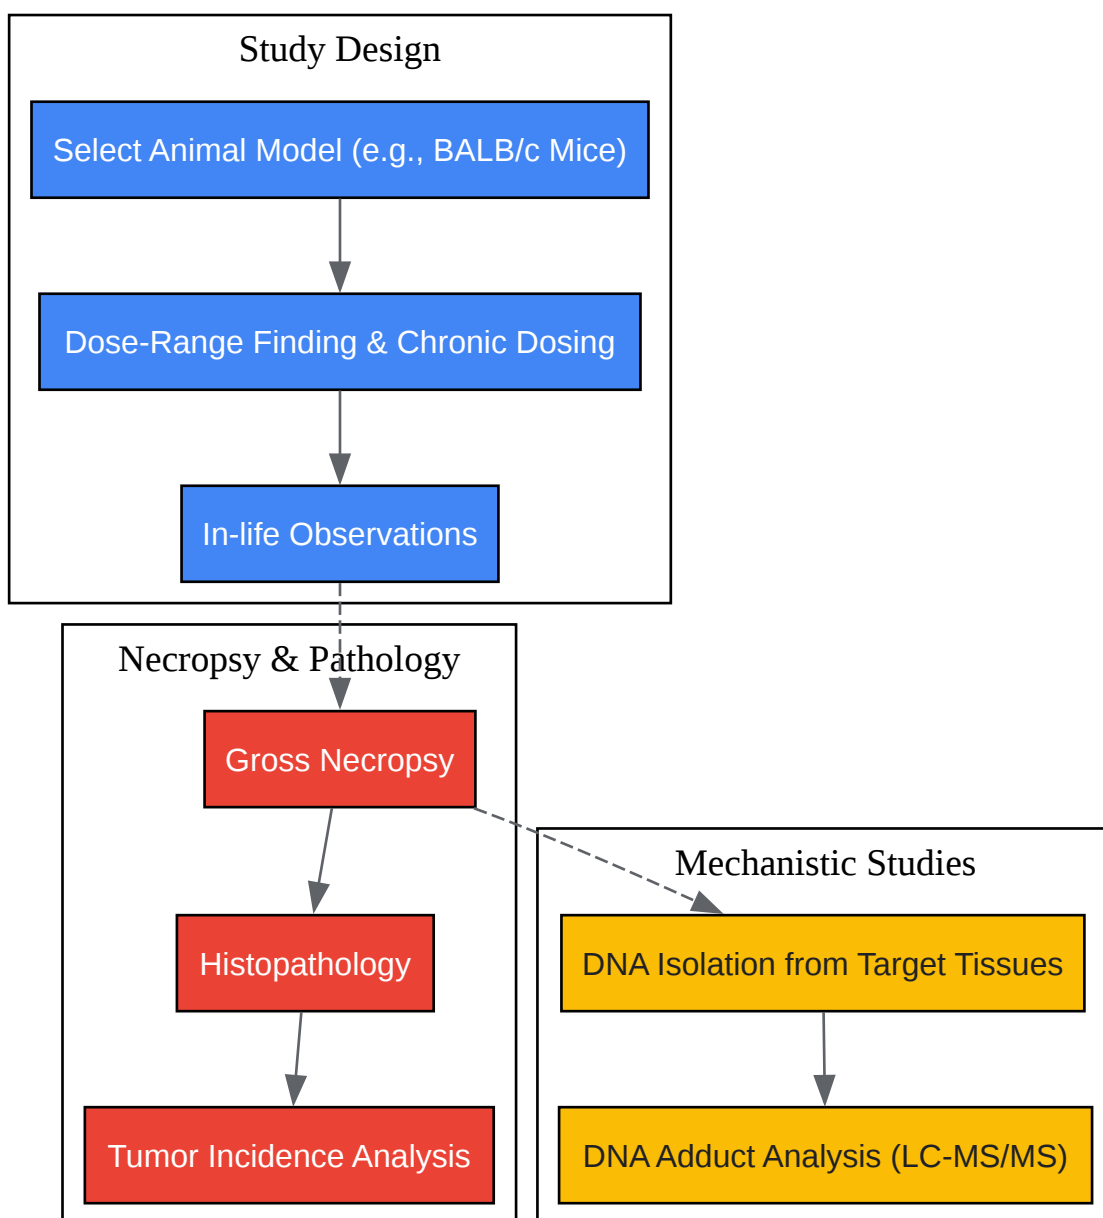 Study Design
Select Animal Model (e.g., BALB/c Mice)
Dose-Range Finding & Chronic Dosing
In-life Observations
Necropsy & Pathology
Gross Necropsy
Histopathology
Tumor Incidence Analysis
Mechanistic Studies
DNA Isolation from Target Tissues
DNA Adduct Analysis (LC-MS/MS)